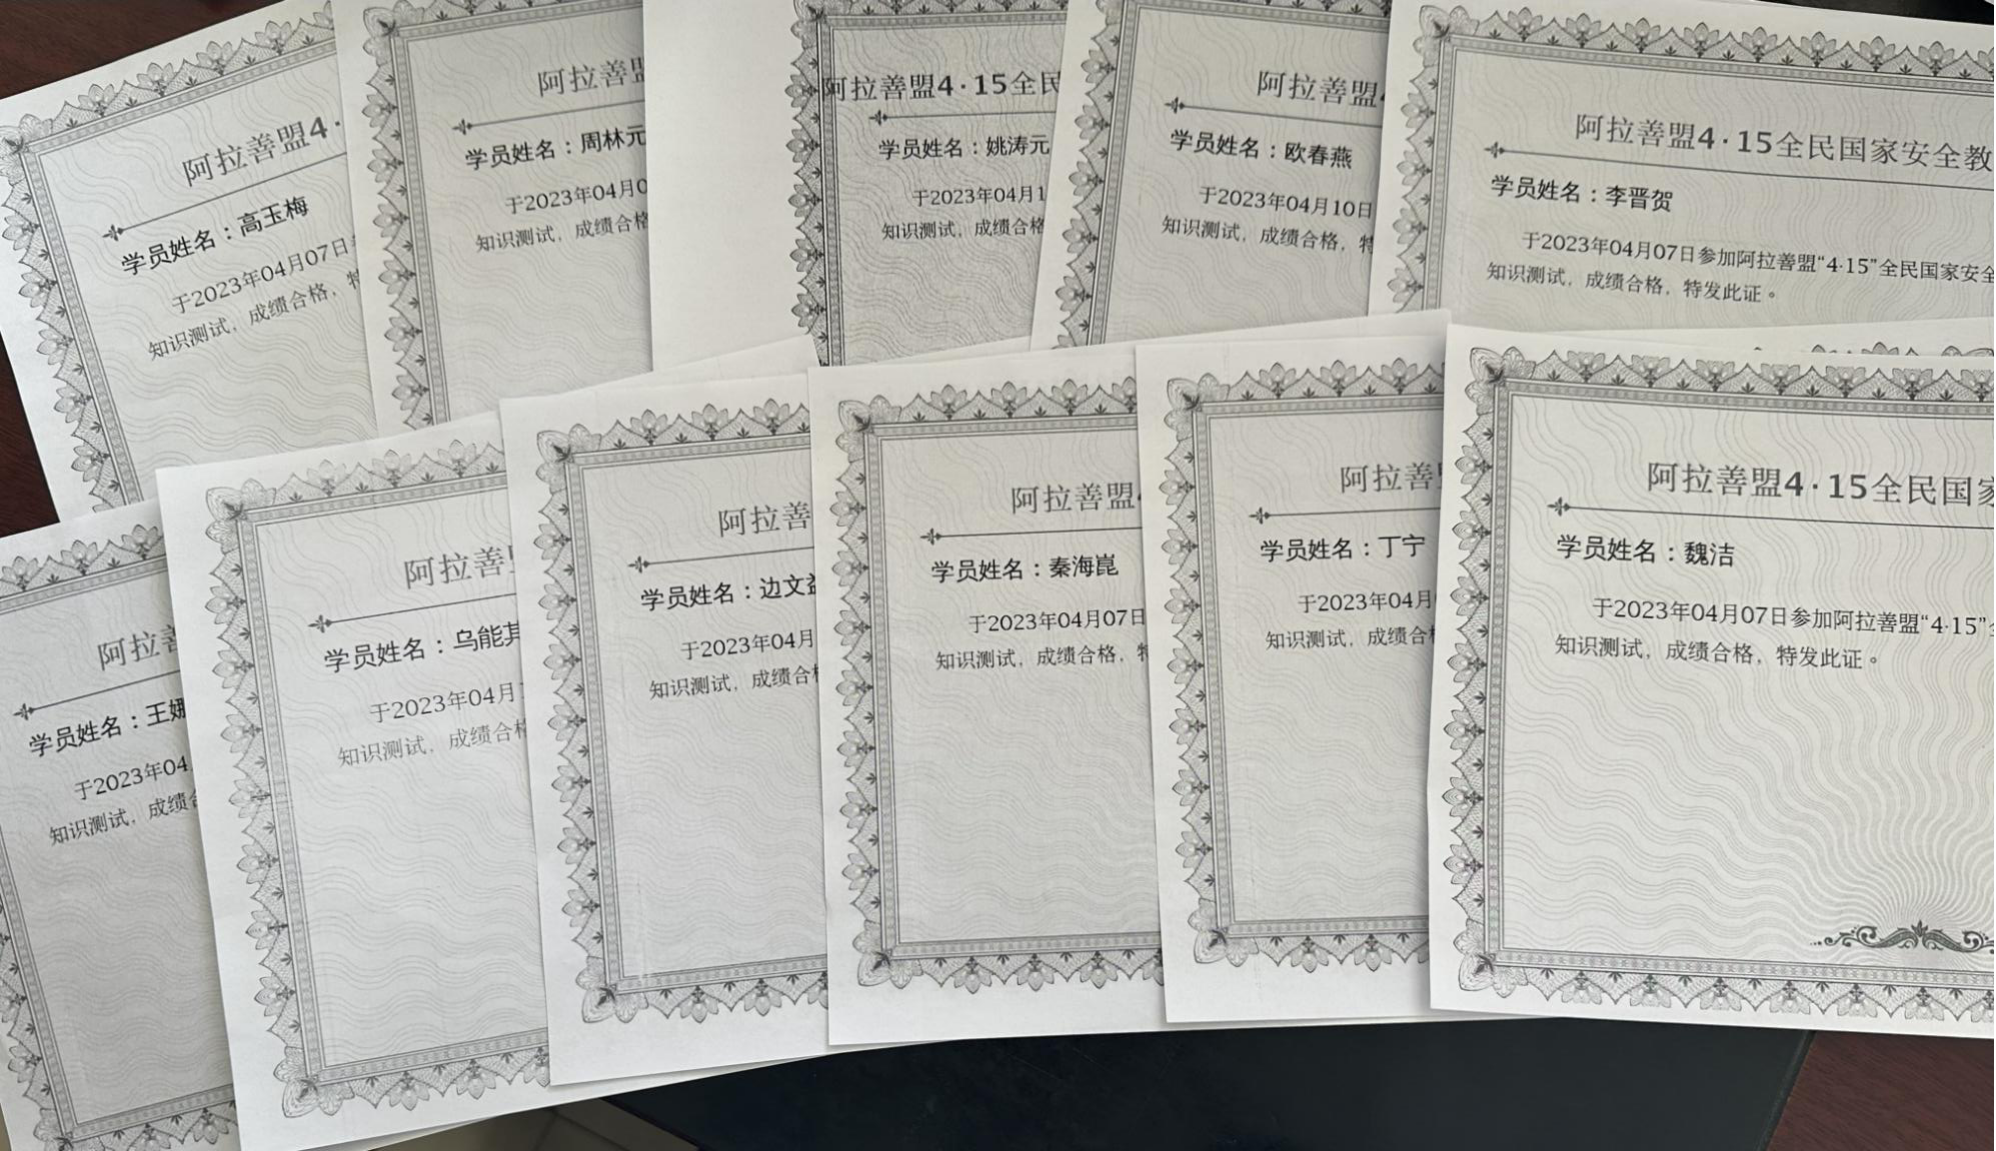 阿拉善盟4·
学员姓名：高玉梅
于2023年04月07日
知识测试，成绩合格，特
阿拉善盟
学员姓名：周林元
于2023年04月0
知识测试，成绩合格
阿拉善盟4·15全民
学员姓名：姚涛元
于2023年04月1
知识测试，成绩合格
阿拉善盟4
学员姓名：欧春燕
于2023年04月10日
知识测试，成绩合格，特
阿拉善盟4·15全民国家安全教
学员姓名：李晋贺
于2023年04月07日参加阿拉善盟“4·15”全民国家安全
知识测试，成绩合格，特发此证。
阿拉善
学员姓名：王娜
于2023年04
知识测试，成绩
阿拉善盟
学员姓名：乌能其
于2023年04月
知识测试，成绩合格
阿拉善
学员姓名：边文益
于2023年04月
知识测试，成绩合格
阿拉善盟
学员姓名：秦海崑
于2023年04月07日
知识测试，成绩合格，特
阿拉善
学员姓名：丁宁
于2023年04月
知识测试，成绩合格
阿拉善盟4·15全民国家
学员姓名：魏洁
于2023年04月07日参加阿拉善盟“4·15”
知识测试，成绩合格，特发此证。